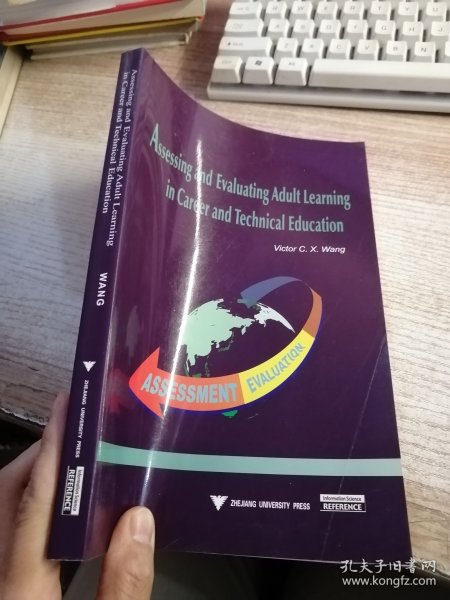 Assessing and Evaluating Adult Learning
in Career and Technical Education
WANG
ZHEJIANG UNIVERSITY PRESS
Information Science
REFERENCE
Assessing and Evaluating Adult Learning
in Career and Technical Education
Victor C. X. Wang
ASSESSMENT
EVALUATION
ZHEJIANG UNIVERSITY PRESS
Information Science
REFERENCE
孔夫子旧书网
www.kongfz.com